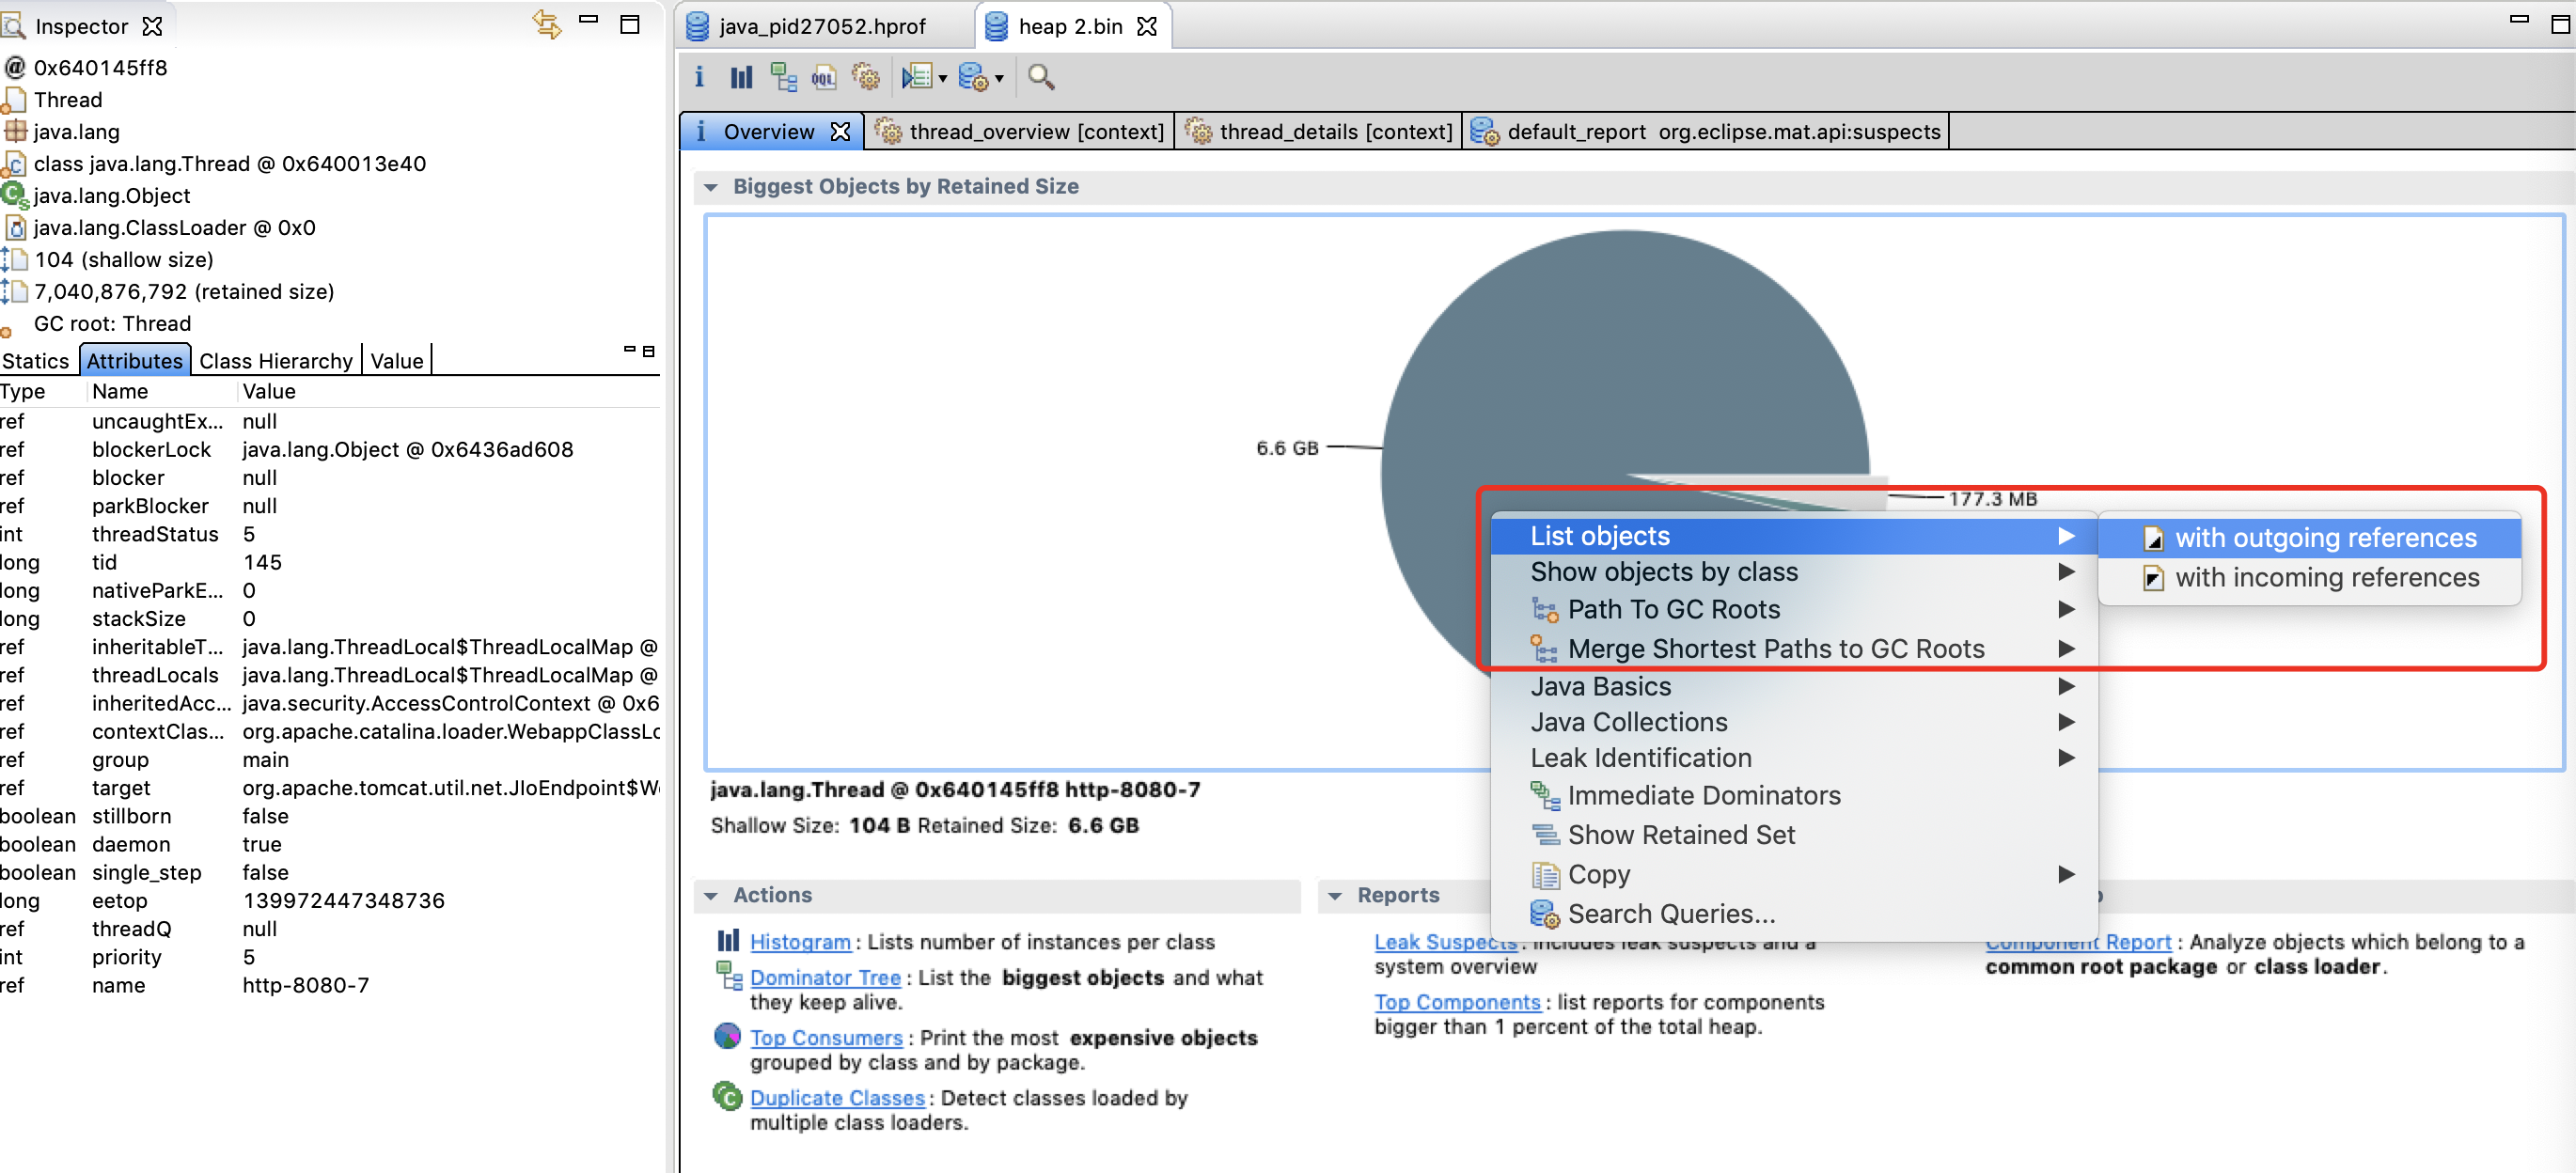 Inspector
@ 0x640145ff8
Thread
java.lang
class java.lang.Thread @ 0x640013e40
java.lang.Object
java.lang.ClassLoader @ 0x0
104 (shallow size)
7,040,876,792 (retained size)
GC root: Thread
Statics Attributes Class Hierarchy Value
Type Name Value
ref uncaughtEx... null
ref blockerLock java.lang.Object @ 0x6436ad608
ref blocker null
ref parkBlocker null
int threadStatus 5
long tid 145
long nativeParkE... 0
long stackSize 0
ref inheritableT... java.lang.ThreadLocal$ThreadLocalMap @
ref threadLocals java.lang.ThreadLocal$ThreadLocalMap @
ref inheritedAcc... java.security.AccessControlContext @ 0x6
ref contextClas... org.apache.catalina.loader.WebappClassLo
ref group main
ref target org.apache.tomcat.util.net.JIoEndpoint$Wo
boolean stillborn false
boolean daemon true
boolean single_step false
long eetop 139972447348736
ref threadQ null
int priority 5
ref name http-8080-7
java_pid27052.hprof heap 2.bin
i OQL
i Overview thread_overview [context] thread_details [context] default_report org.eclipse.mat.api:suspects
Biggest Objects by Retained Size
6.6 GB
177.3 MB
List objects
with outgoing references
with incoming references
Show objects by class
Path To GC Roots
Merge Shortest Paths to GC Roots
Java Basics
Java Collections
Leak Identification
Immediate Dominators
Show Retained Set
Copy
Search Queries...
java.lang.Thread @ 0x640145ff8 http-8080-7
Shallow Size: 104 B Retained Size: 6.6 GB
Actions
Histogram: Lists number of instances per class
Dominator Tree: List the biggest objects and what
they keep alive.
Top Consumers: Print the most expensive objects
grouped by class and by package.
Duplicate Classes: Detect classes loaded by
multiple class loaders.
Reports
Leak Suspects: includes leak suspects and a
system overview
Top Components: list reports for components
bigger than 1 percent of the total heap.
Component Report: Analyze objects which belong to a
common root package or class loader.